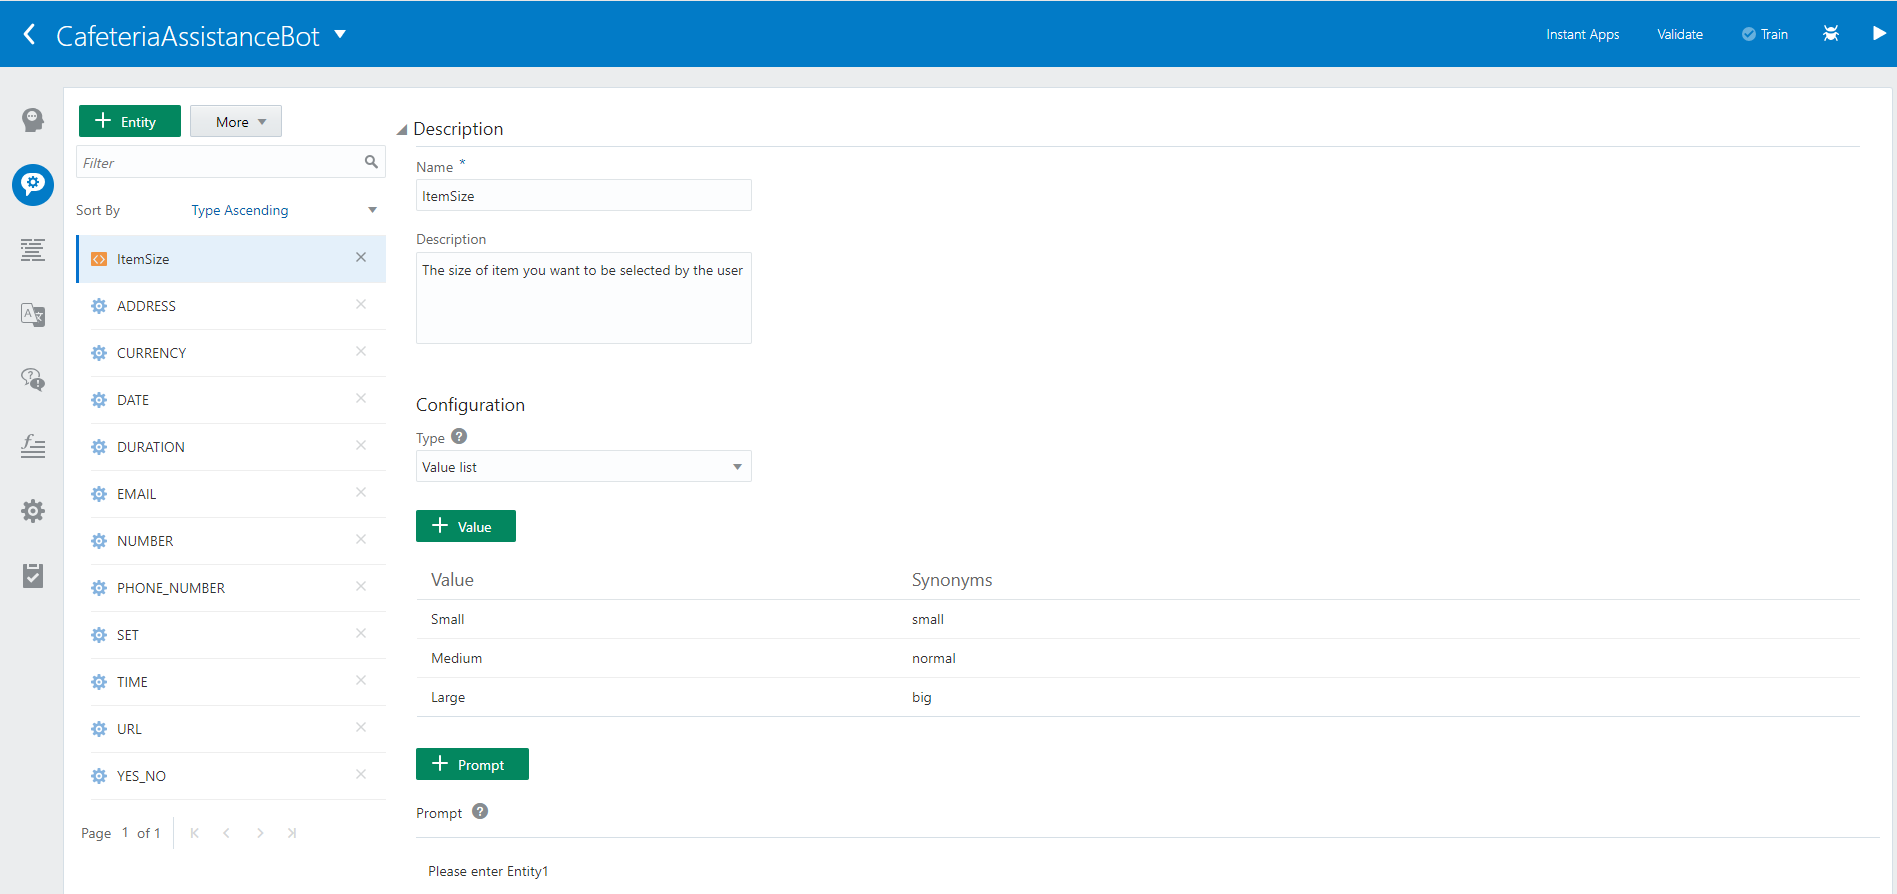 CafeteriaAssistanceBot
Instant Apps
Validate
Train
Entity
More
Filter
Sort By
Type Ascending
ItemSize
ADDRESS
CURRENCY
DATE
DURATION
EMAIL
NUMBER
PHONE_NUMBER
SET
TIME
URL
YES_NO
Page 1 of 1
Description
Name *
ItemSize
Description
The size of item you want to be selected by the user
Configuration
Type ?
Value list
Value
Value Synonyms
Small small
Medium normal
Large big
Prompt
Prompt ?
Please enter Entity1